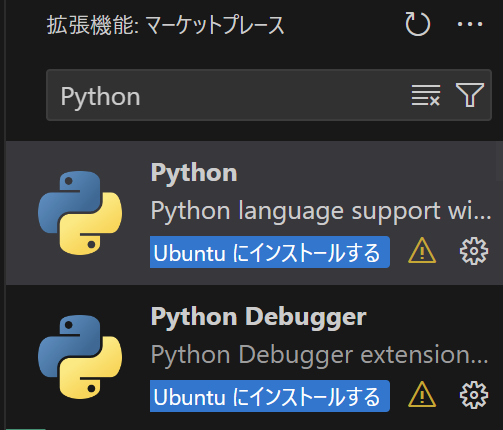 拡張機能: マーケットプレース
Python
Python
Python language support wi...
Ubuntu にインストールする
Python Debugger
Python Debugger extension...
Ubuntu にインストールする